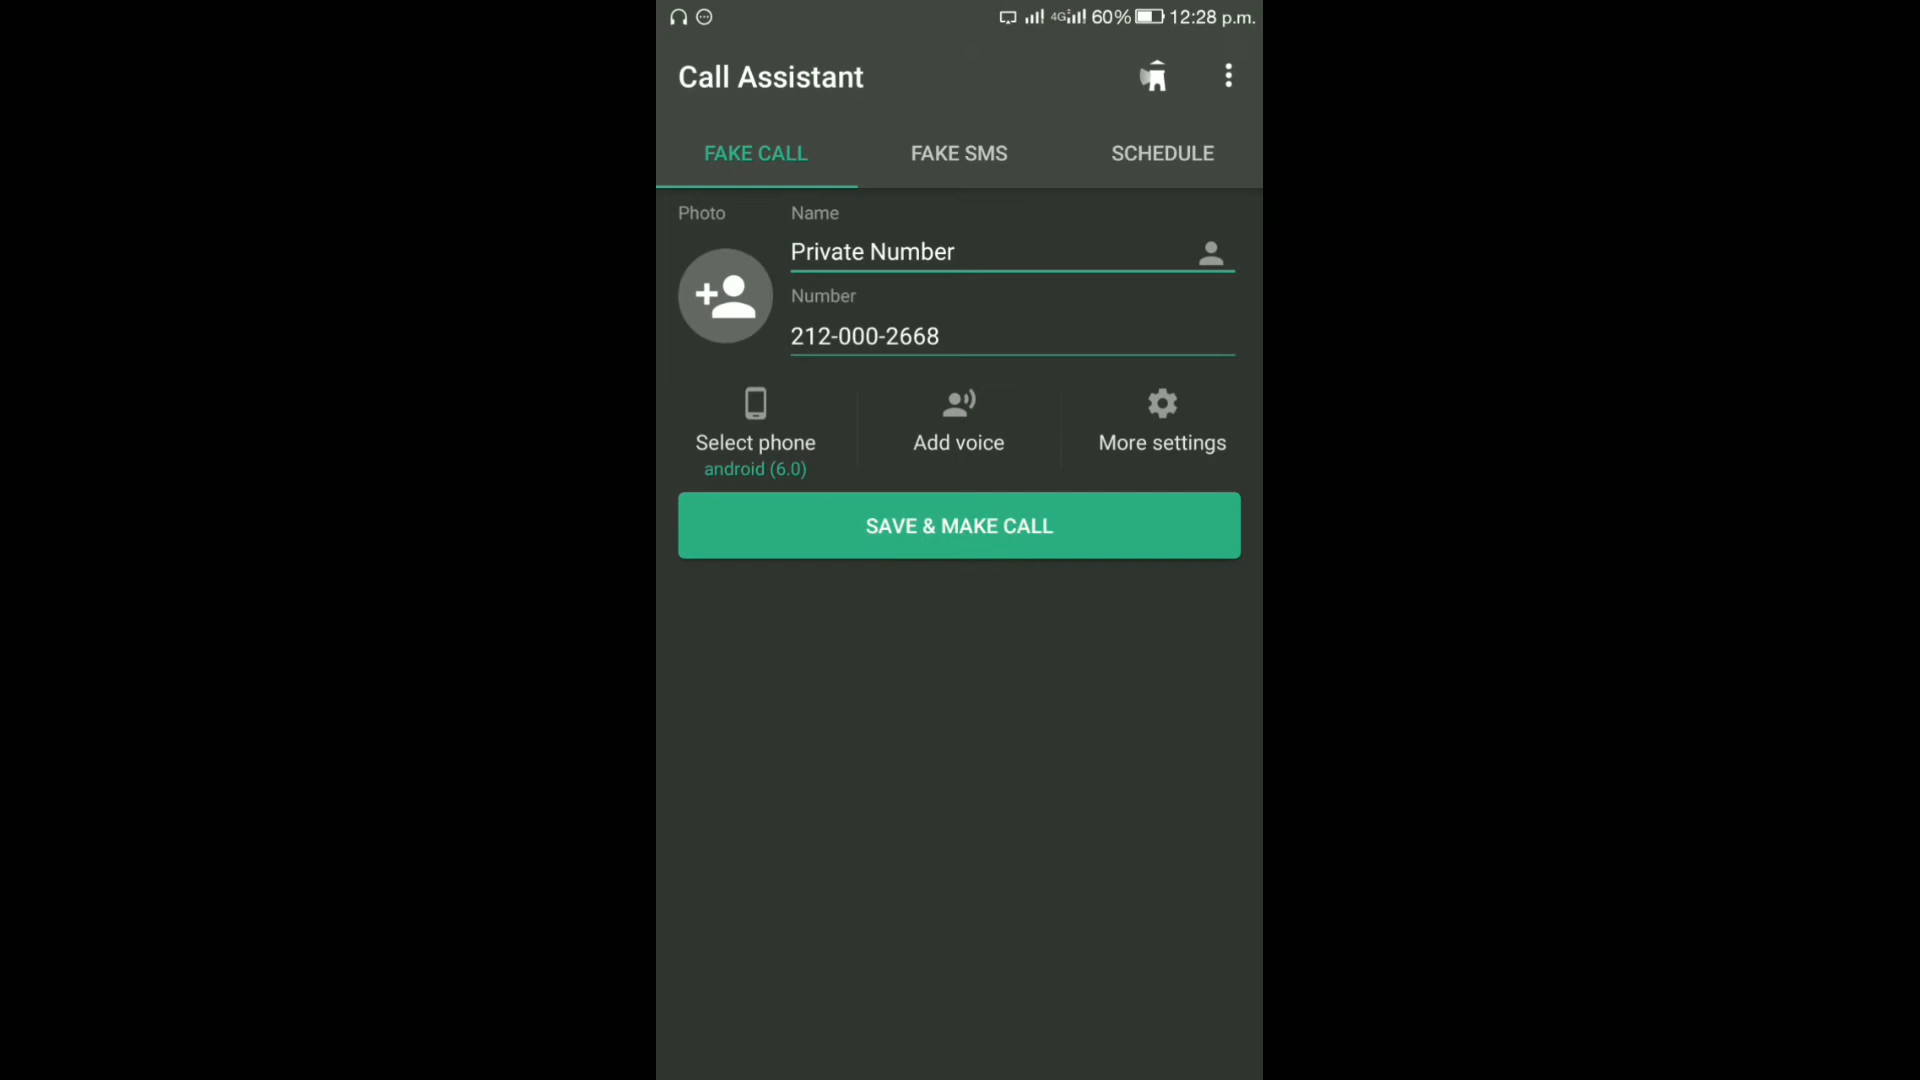 4G 60% 12:28 p.m.
Call Assistant
FAKE CALL FAKE SMS SCHEDULE
Photo Name
Private Number
Number
212-000-2668
Select phone Add voice More settings
android (6.0)
SAVE & MAKE CALL